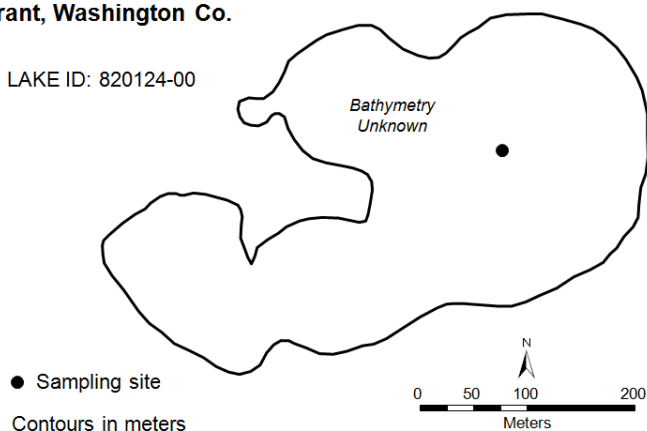 rant, Washington Co.
LAKE ID: 820124-00
Bathymetry
Unknown
Sampling site
Contours in meters
N
0 50 100 200
Meters